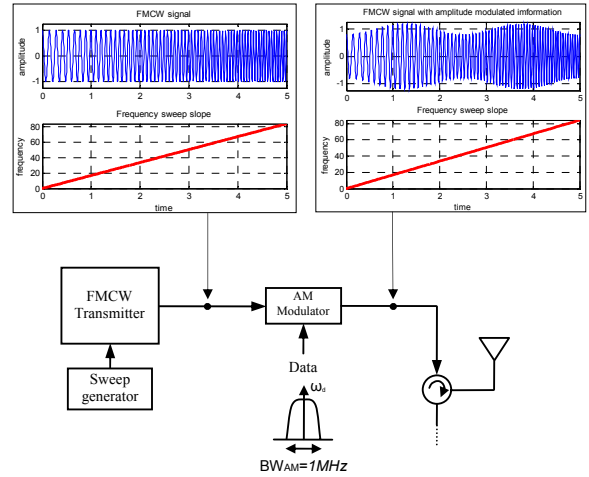 FMCW signal
amplitude
1
0
-1
0 1 2 3 4 5
Frequency sweep slope
frequency
80
60
40
20
0
0 1 2 3 4 5
time
FMCW signal with amplitude modulated imformation
amplitude
1
0
-1
0 1 2 3 4 5
Frequency sweep slope
frequency
80
60
40
20
0
0 1 2 3 4 5
time
FMCW
Transmitter
AM
Modulator
Sweep
generator
Data
ωd
BWAM=1MHz